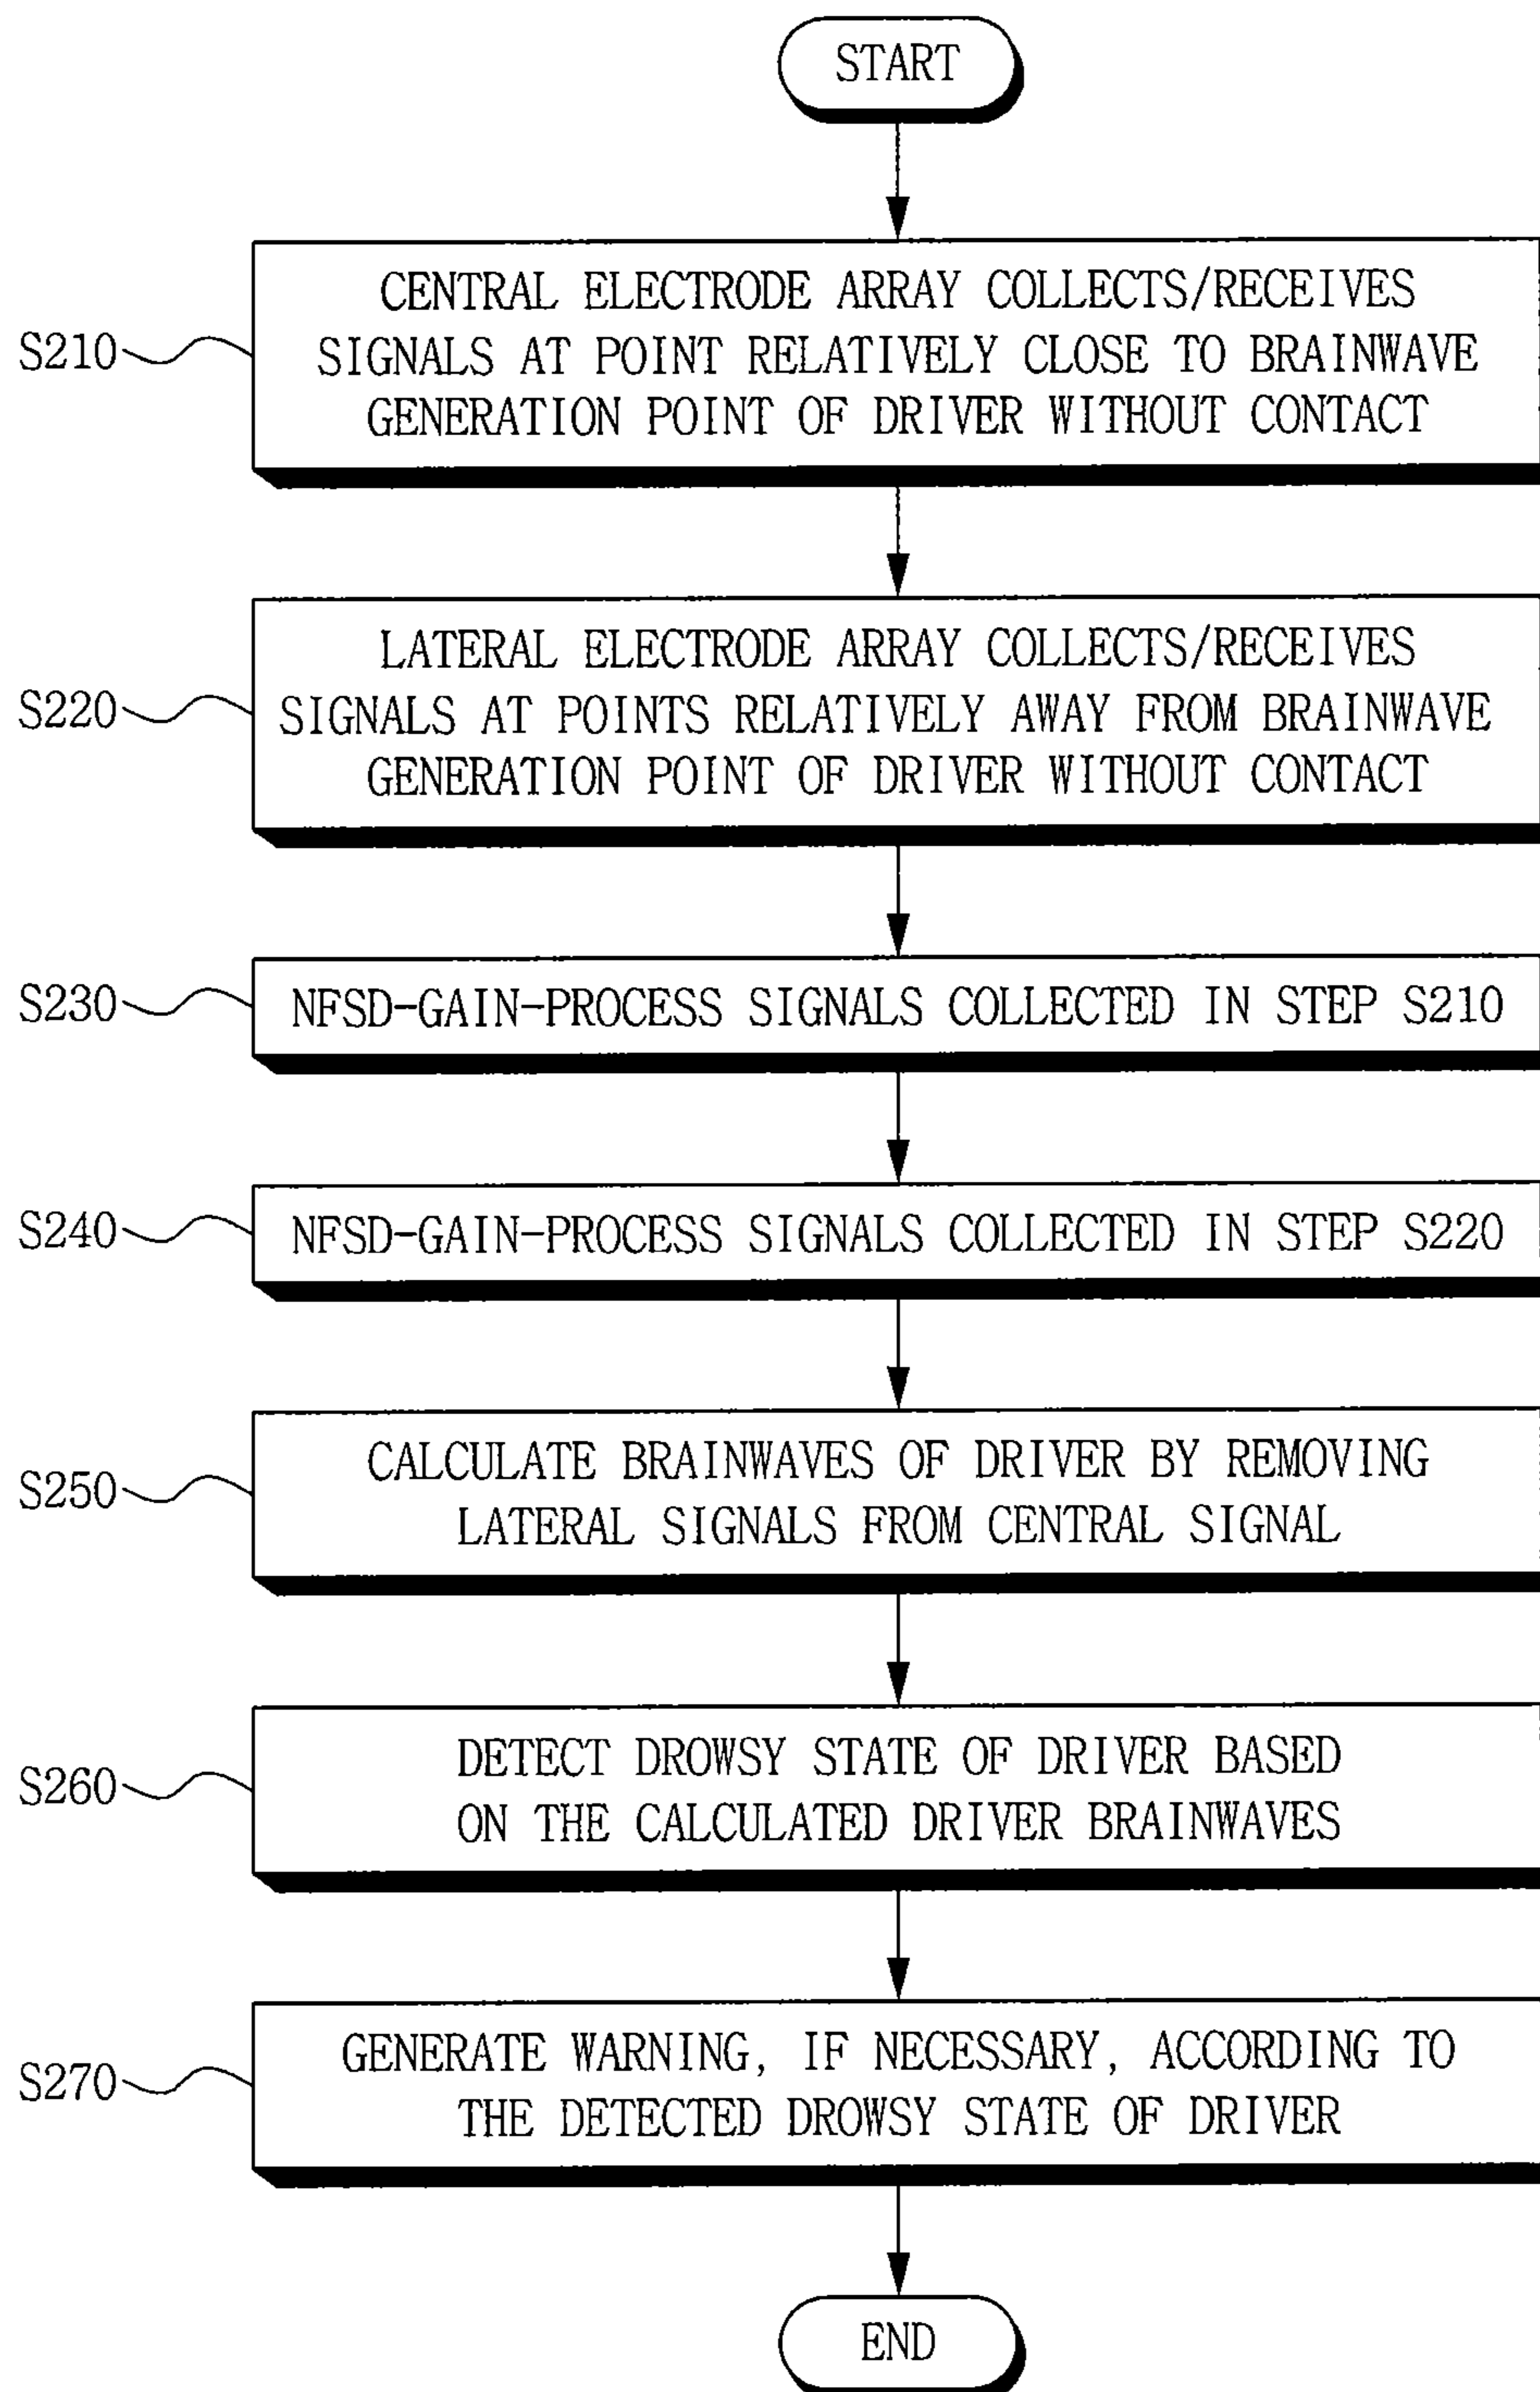 START
S210
CENTRAL ELECTRODE ARRAY COLLECTS/RECEIVES
SIGNALS AT POINT RELATIVELY CLOSE TO BRAINWAVE
GENERATION POINT OF DRIVER WITHOUT CONTACT
S220
LATERAL ELECTRODE ARRAY COLLECTS/RECEIVES
SIGNALS AT POINTS RELATIVELY AWAY FROM BRAINWAVE
GENERATION POINT OF DRIVER WITHOUT CONTACT
S230
NFSD-GAIN-PROCESS SIGNALS COLLECTED IN STEP S210
S240
NFSD-GAIN-PROCESS SIGNALS COLLECTED IN STEP S220
S250
CALCULATE BRAINWAVES OF DRIVER BY REMOVING
LATERAL SIGNALS FROM CENTRAL SIGNAL
S260
DETECT DROWSY STATE OF DRIVER BASED
ON THE CALCULATED DRIVER BRAINWAVES
S270
GENERATE WARNING, IF NECESSARY, ACCORDING TO
THE DETECTED DROWSY STATE OF DRIVER
END